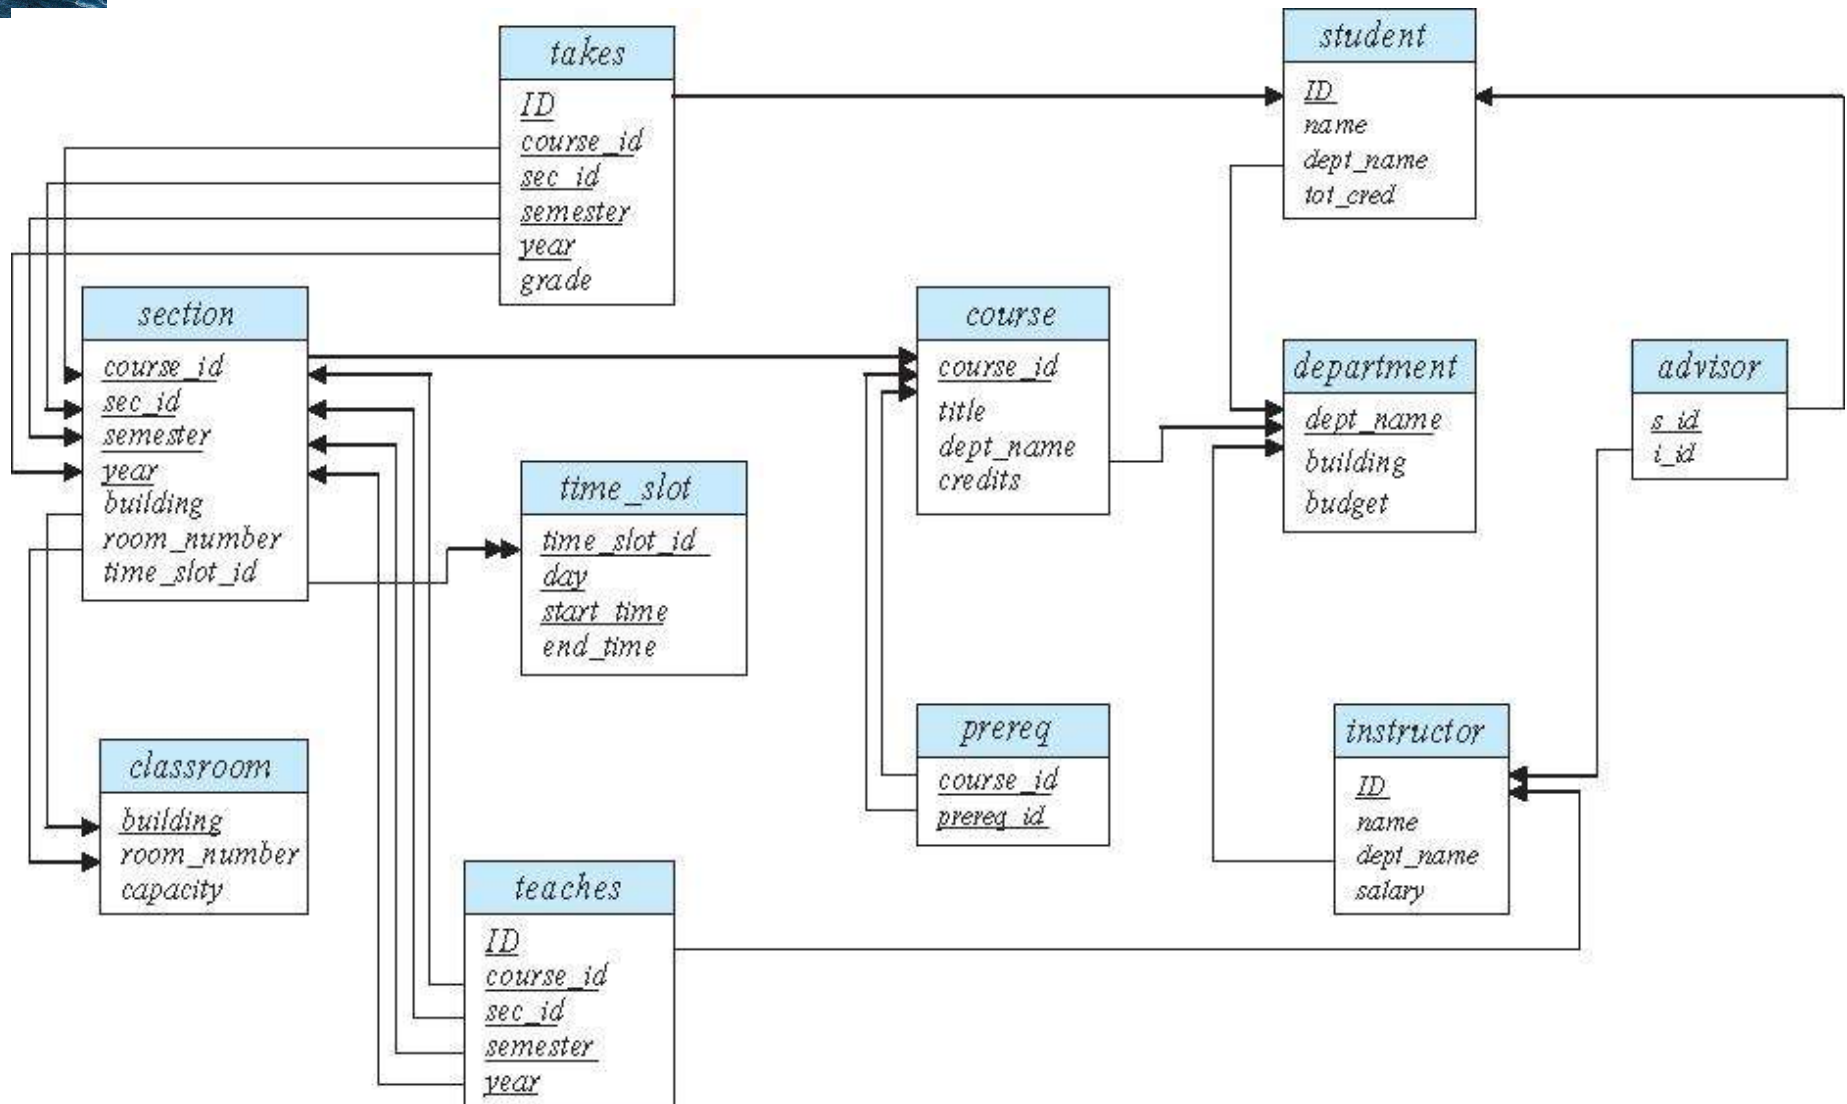 takes
ID
course_id
sec_id
semester
year
grade
student
ID
name
dept_name
tot_cred
section
course_id
sec_id
semester
year
building
room_number
time_slot_id
course
course_id
title
dept_name
credits
department
dept_name
building
budget
advisor
s_id
i_id
time_slot
time_slot_id
day
start_time
end_time
prereq
course_id
prereq_id
instructor
ID
name
dept_name
salary
classroom
building
room_number
capacity
teaches
ID
course_id
sec_id
semester
year